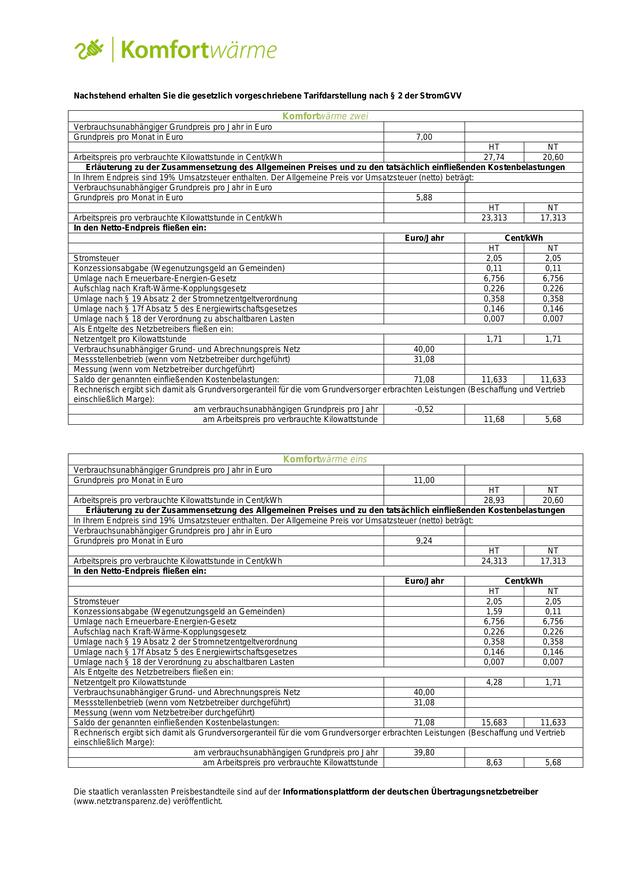 Komfortwärme
Nachstehend erhalten Sie die gesetzlich vorgeschriebene Tarifdarstellung nach § 2 der StromGVV
Komfortwärme zwei
Verbrauchsunabhängiger Grundpreis pro Jahr in Euro
Grundpreis pro Monat in Euro 7,00
HT NT
Arbeitspreis pro verbrauchte Kilowattstunde in Cent/kWh 27,74 20,60
Erläuterung zu der Zusammensetzung des Allgemeinen Preises und zu den tatsächlich einfließenden Kostenbelastungen
In Ihrem Endpreis sind 19% Umsatzsteuer enthalten. Der Allgemeine Preis vor Umsatzsteuer (netto) beträgt:
Verbrauchsunabhängiger Grundpreis pro Jahr in Euro
Grundpreis pro Monat in Euro 5,88
HT NT
Arbeitspreis pro verbrauchte Kilowattstunde in Cent/kWh 23,313 17,313
In den Netto-Endpreis fließen ein:
Euro/Jahr Cent/kWh
HT NT
Stromsteuer 2,05 2,05
Konzessionsabgabe (Wegenutzungsgeld an Gemeinden) 0,11 0,11
Umlage nach Erneuerbare-Energien-Gesetz 6,756 6,756
Aufschlag nach Kraft-Wärme-Kopplungsgesetz 0,226 0,226
Umlage nach § 19 Absatz 2 der Stromnetzentgeltverordnung 0,358 0,358
Umlage nach § 17f Absatz 5 des Energiewirtschaftsgesetzes 0,146 0,146
Umlage nach § 18 der Verordnung zu abschaltbaren Lasten 0,007 0,007
Als Entgelte des Netzbetreibers fließen ein:
Netzentgelt pro Kilowattstunde 1,71 1,71
Verbrauchsunabhängiger Grund- und Abrechnungspreis Netz 40,00
Messstellenbetrieb (wenn vom Netzbetreiber durchgeführt) 31,08
Messung (wenn vom Netzbetreiber durchgeführt)
Saldo der genannten einfließenden Kostenbelastungen: 71,08 11,633 11,633
Rechnerisch ergibt sich damit als Grundversorgeranteil für die vom Grundversorger erbrachten Leistungen (Beschaffung und Vertrieb
einschließlich Marge):
am verbrauchsunabhängigen Grundpreis pro Jahr -0,52
am Arbeitspreis pro verbrauchte Kilowattstunde 11,68 5,68
Komfortwärme eins
Verbrauchsunabhängiger Grundpreis pro Jahr in Euro
Grundpreis pro Monat in Euro 11,00
HT NT
Arbeitspreis pro verbrauchte Kilowattstunde in Cent/kWh 28,93 20,60
Erläuterung zu der Zusammensetzung des Allgemeinen Preises und zu den tatsächlich einfließenden Kostenbelastungen
In Ihrem Endpreis sind 19% Umsatzsteuer enthalten. Der Allgemeine Preis vor Umsatzsteuer (netto) beträgt:
Verbrauchsunabhängiger Grundpreis pro Jahr in Euro
Grundpreis pro Monat in Euro 9,24
HT NT
Arbeitspreis pro verbrauchte Kilowattstunde in Cent/kWh 24,313 17,313
In den Netto-Endpreis fließen ein:
Euro/Jahr Cent/kWh
HT NT
Stromsteuer 2,05 2,05
Konzessionsabgabe (Wegenutzungsgeld an Gemeinden) 1,59 0,11
Umlage nach Erneuerbare-Energien-Gesetz 6,756 6,756
Aufschlag nach Kraft-Wärme-Kopplungsgesetz 0,226 0,226
Umlage nach § 19 Absatz 2 der Stromnetzentgeltverordnung 0,358 0,358
Umlage nach § 17f Absatz 5 des Energiewirtschaftsgesetzes 0,146 0,146
Umlage nach § 18 der Verordnung zu abschaltbaren Lasten 0,007 0,007
Als Entgelte des Netzbetreibers fließen ein:
Netzentgelt pro Kilowattstunde 4,28 1,71
Verbrauchsunabhängiger Grund- und Abrechnungspreis Netz 40,00
Messstellenbetrieb (wenn vom Netzbetreiber durchgeführt) 31,08
Messung (wenn vom Netzbetreiber durchgeführt)
Saldo der genannten einfließenden Kostenbelastungen: 71,08 15,683 11,633
Rechnerisch ergibt sich damit als Grundversorgeranteil für die vom Grundversorger erbrachten Leistungen (Beschaffung und Vertrieb
einschließlich Marge):
am verbrauchsunabhängigen Grundpreis pro Jahr 39,80
am Arbeitspreis pro verbrauchte Kilowattstunde 8,63 5,68
Die staatlich veranlassten Preisbestandteile sind auf der Informationsplattform der deutschen Übertragungsnetzbetreiber
(www.netztransparenz.de) veröffentlicht.